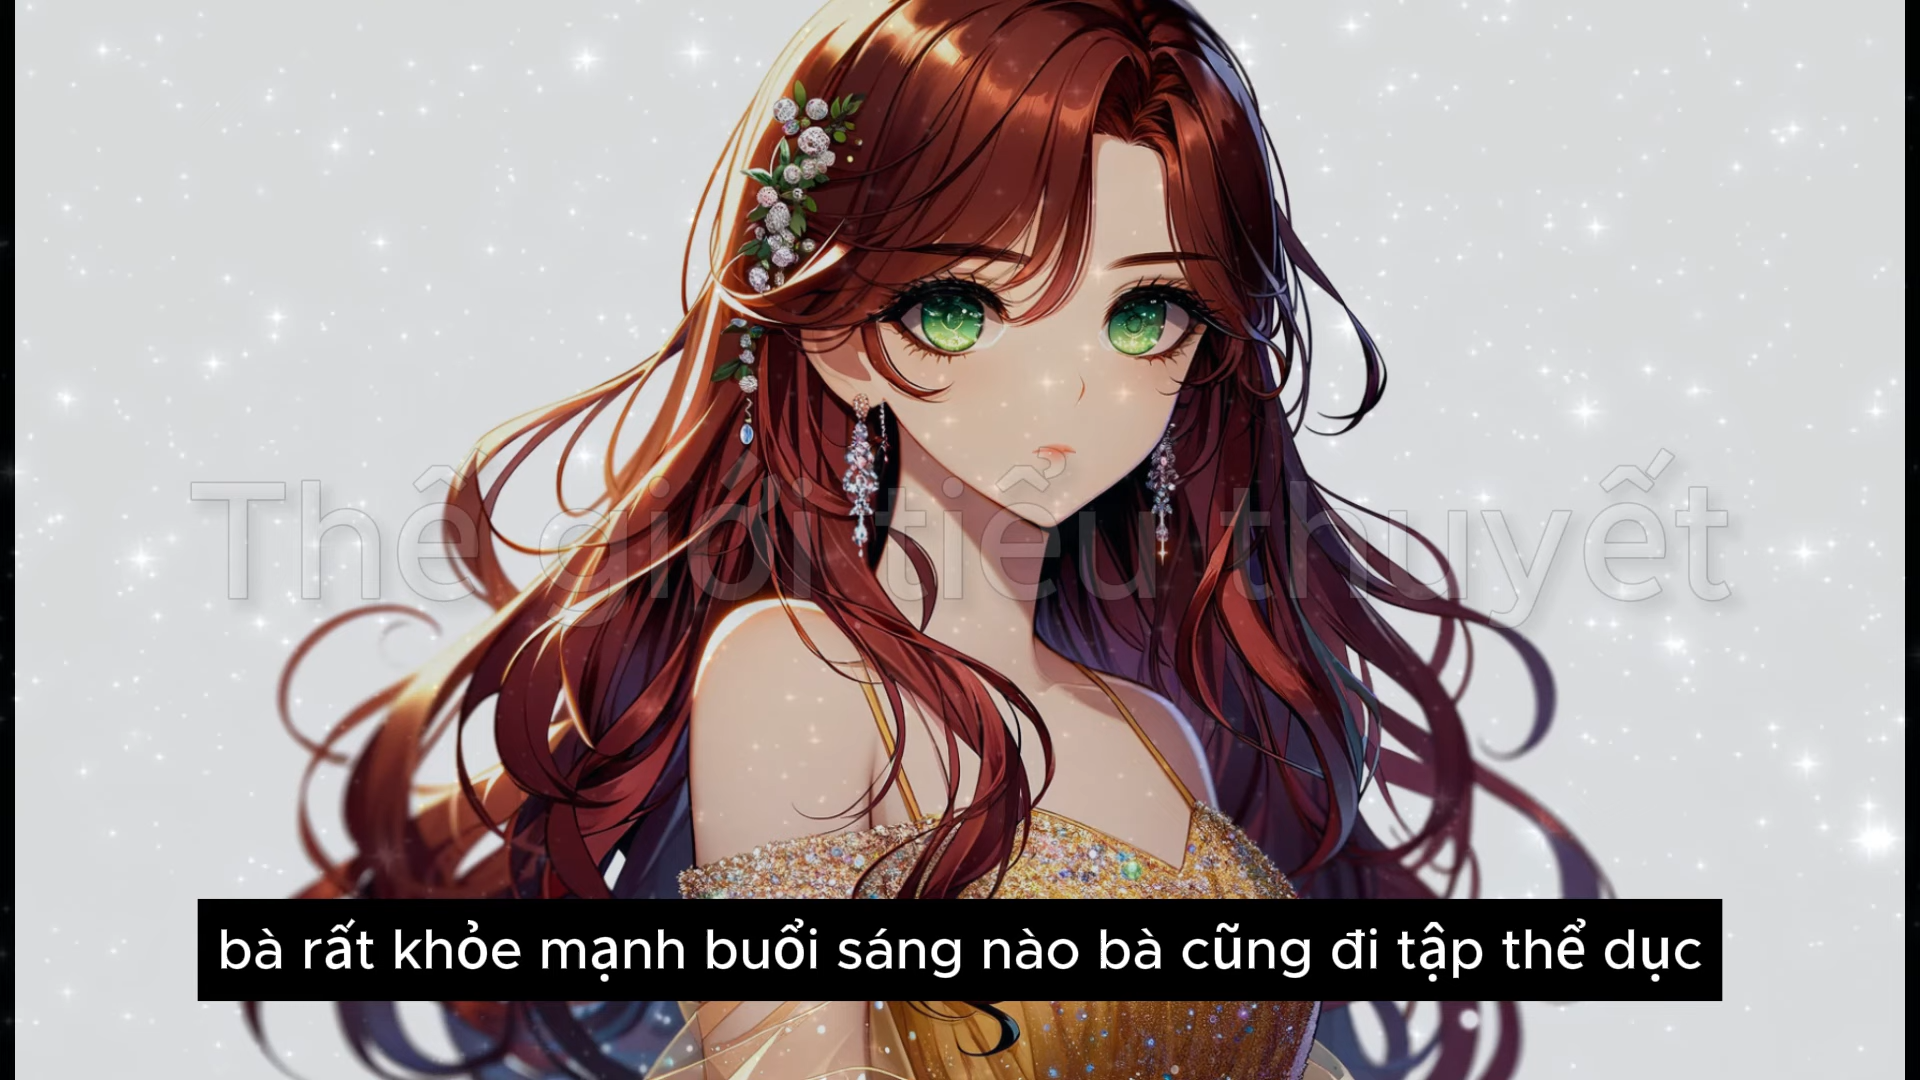 Thế giới tiểu thuyết
bà rất khỏe mạnh buổi sáng nào bà cũng đi tập thể dục